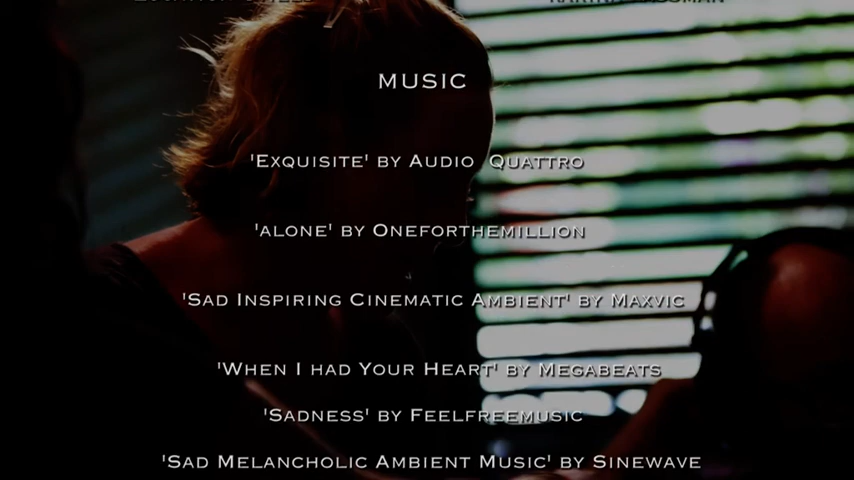 MUSIC
'Exquisite' by Audio Quattro
'alone' by Oneforthemillion
'Sad Inspiring Cinematic Ambient' by Maxvic
'When I had Your Heart' by Megabeats
'Sadness' by Feelfreemusic
'Sad Melancholic Ambient Music' by Sinewave